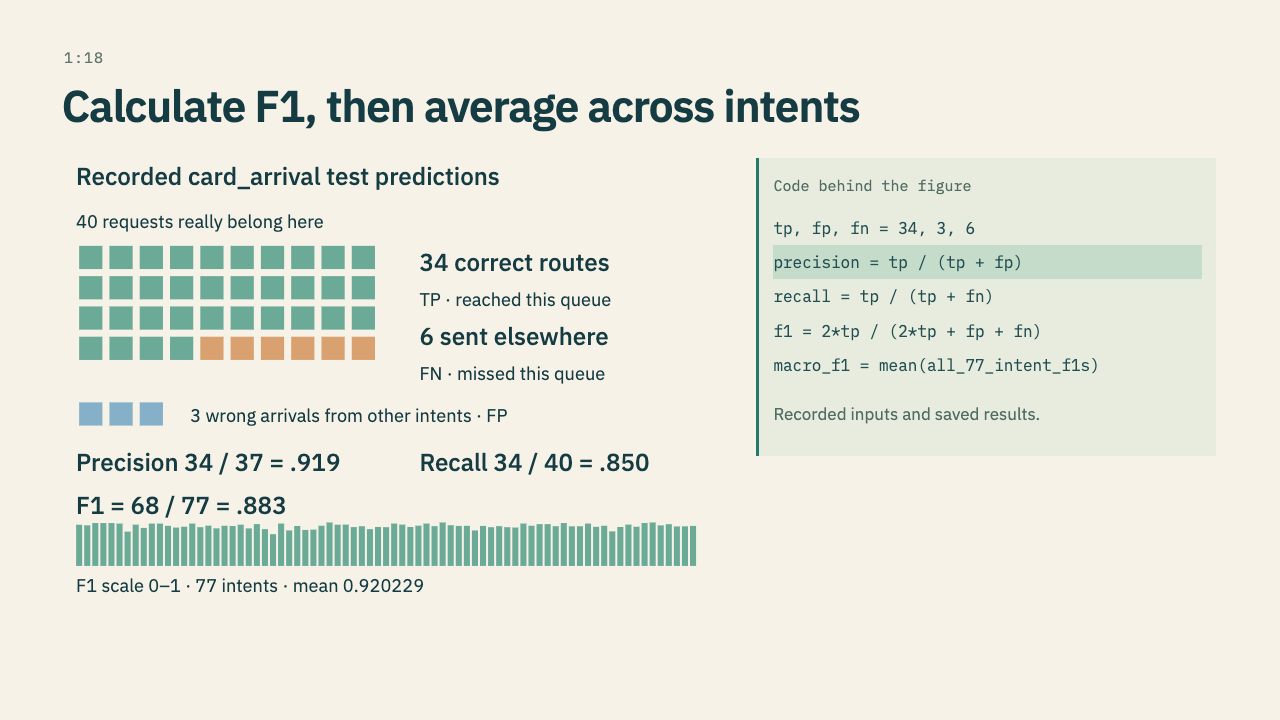 1:18
Calculate F1, then average across intents
Recorded card_arrival test predictions
40 requests really belong here
34 correct routes
TP · reached this queue
6 sent elsewhere
FN · missed this queue
3 wrong arrivals from other intents · FP
Precision 34 / 37 = .919
Recall 34 / 40 = .850
F1 = 68 / 77 = .883
F1 scale 0–1 · 77 intents · mean 0.920229
Code behind the figure
tp, fp, fn = 34, 3, 6
precision = tp / (tp + fp)
recall = tp / (tp + fn)
f1 = 2*tp / (2*tp + fp + fn)
macro_f1 = mean(all_77_intent_f1s)
Recorded inputs and saved results.